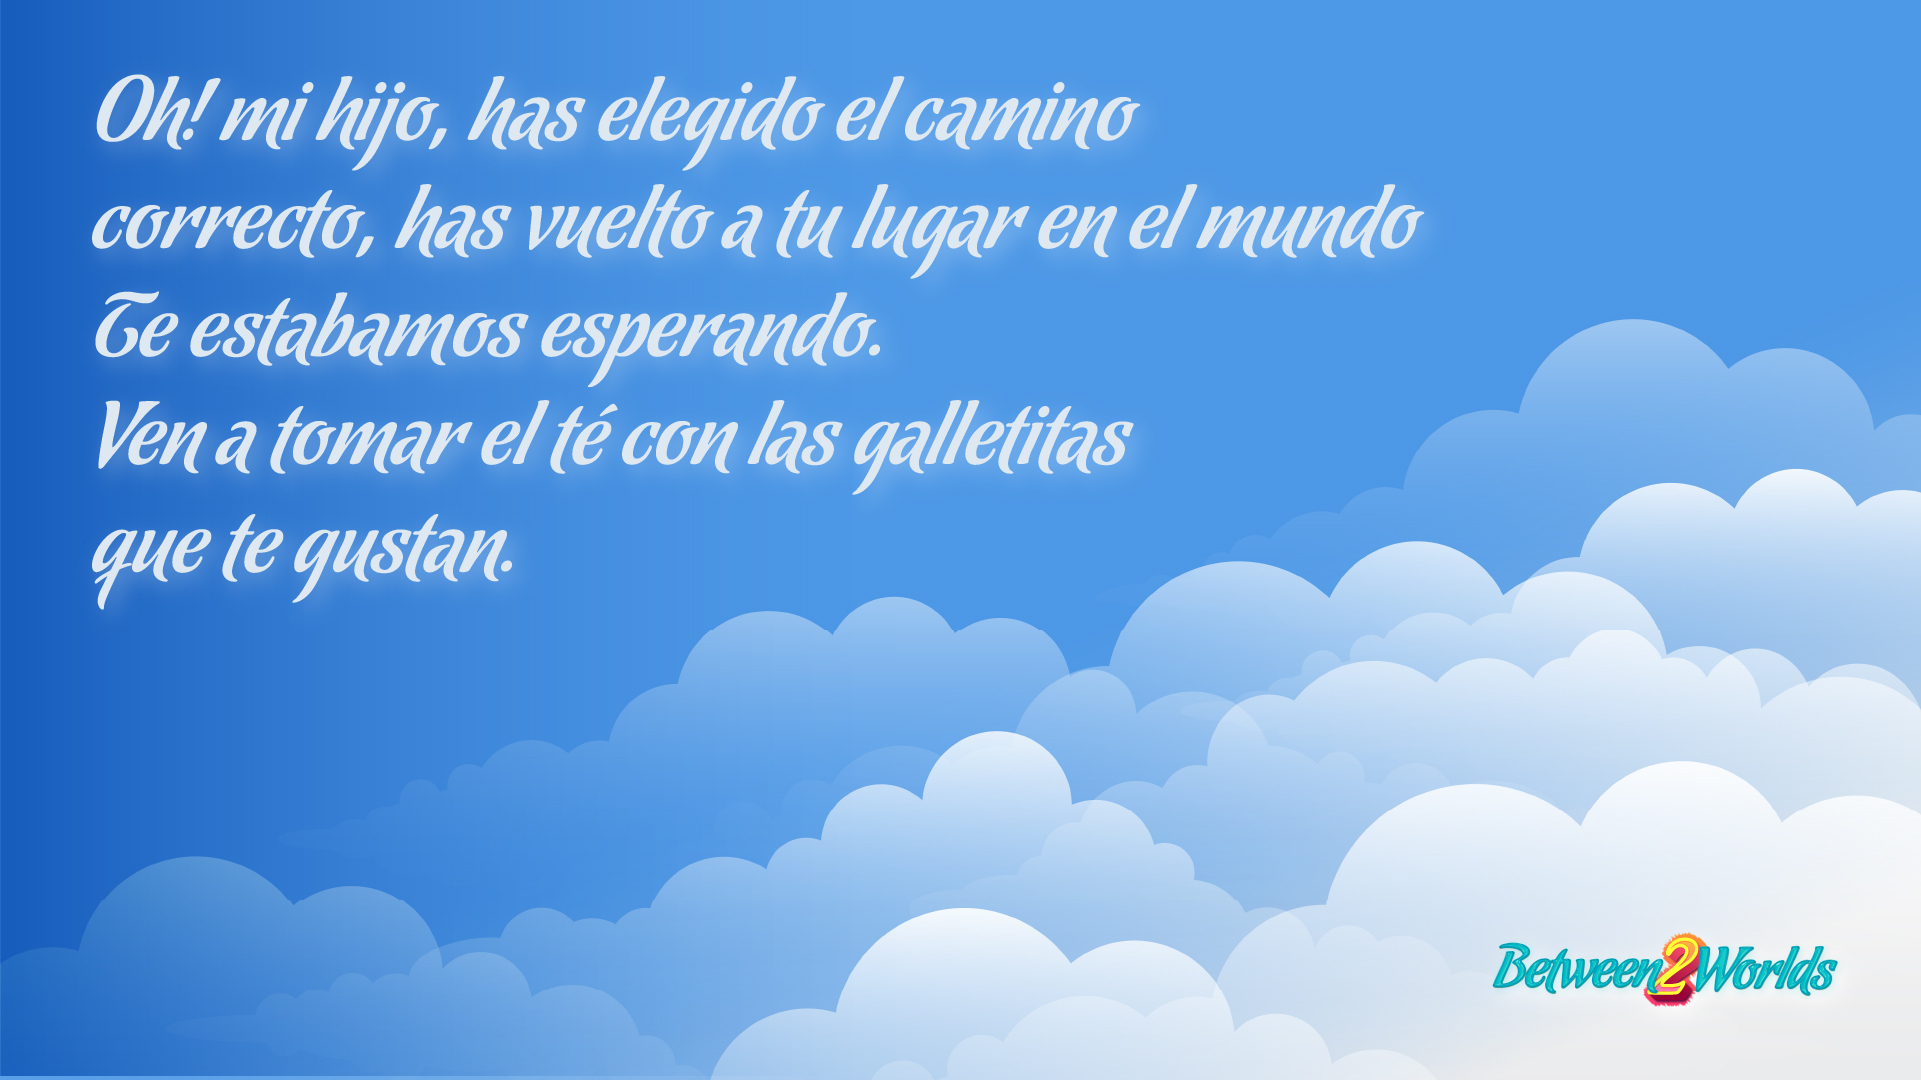 Oh! mi hijo, has elegido el camino
correcto, has vuelto a tu lugar en el mundo
Te estabamos esperando.
Ven a tomar el té con las galletitas
que te gustan.
Between2Worlds